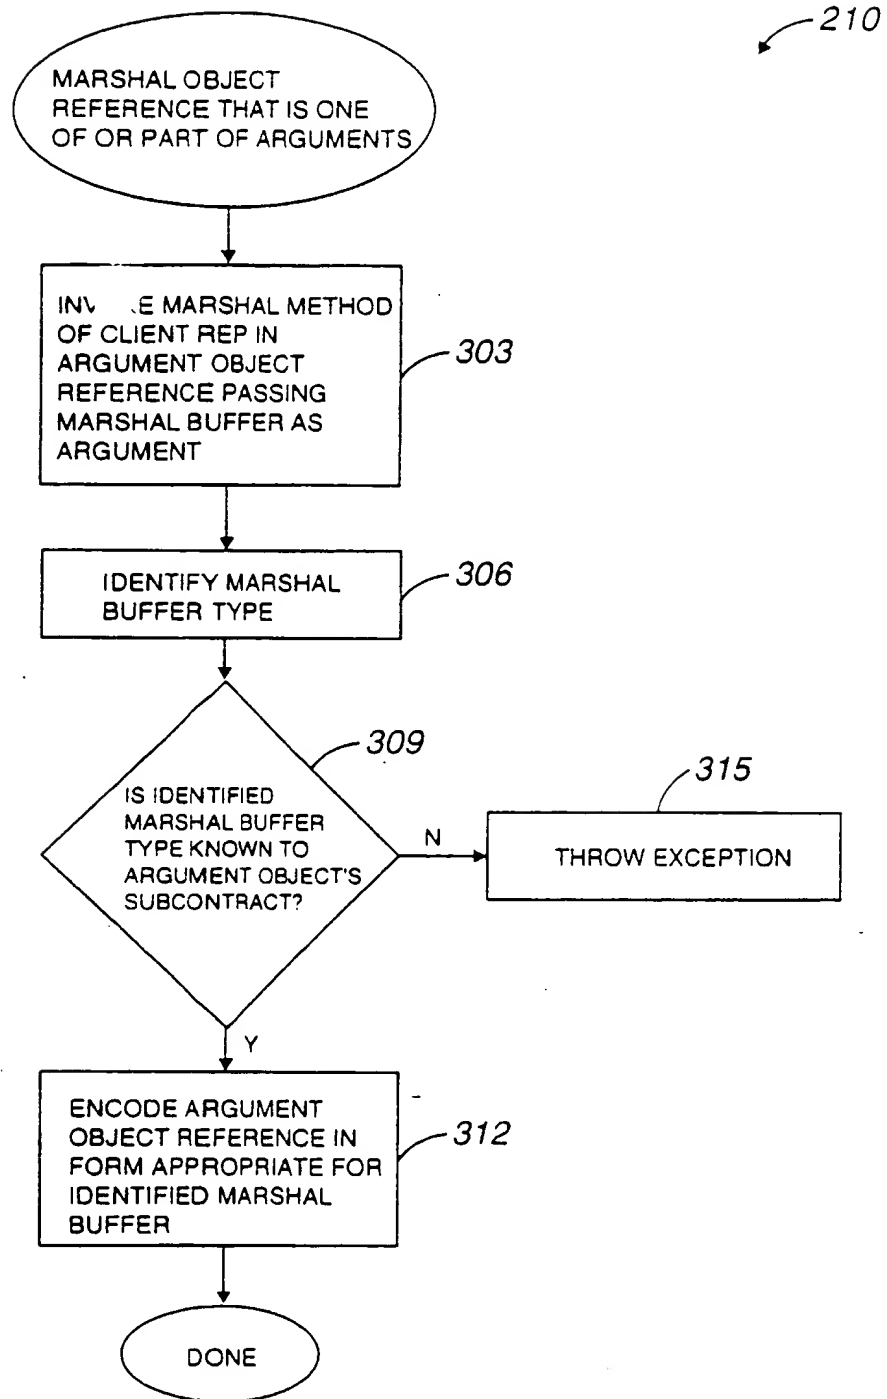 210
MARSHAL OBJECT
REFERENCE THAT IS ONE
OF OR PART OF ARGUMENTS
MARSHAL METHOD
OF CLIENT REP IN
ARGUMENT OBJECT
REFERENCE PASSING
MARSHAL BUFFER AS
ARGUMENT
303
IDENTIFY MARSHAL
BUFFER TYPE
306
309
IS IDENTIFIED
MARSHAL BUFFER
TYPE KNOWN TO
ARGUMENT OBJECT'S
SUBCONTRACT?
N
315
THROW EXCEPTION
Y
ENCODE ARGUMENT
OBJECT REFERENCE IN
FORM APPROPRIATE FOR
IDENTIFIED MARSHAL
BUFFER
312
DONE